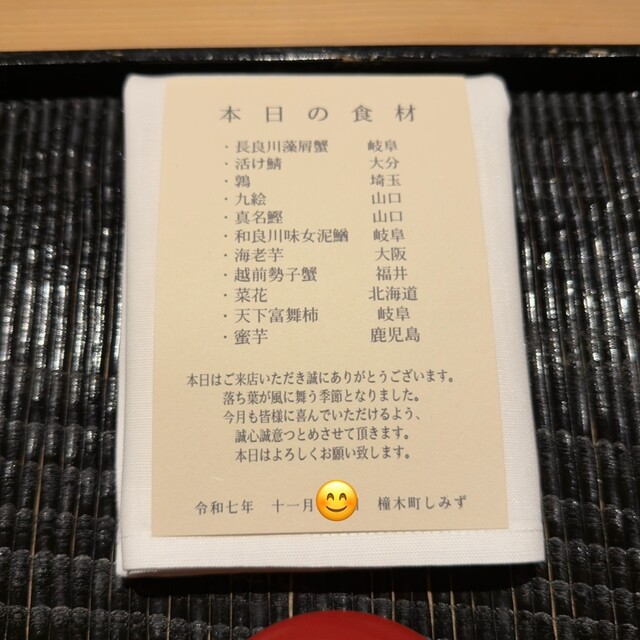 本日の食材
・長良川藻屑蟹 岐阜
・活け鯖 大分
・鶉 埼玉
・九絵 山口
・真名鰹 山口
・和良川味女泥鰌 岐阜
・海老芋 大阪
・越前勢子蟹 福井
・菜花 北海道
・天下富舞柿 岐阜
・蜜芋 鹿児島
本日はご来店いただき誠にありがとうございます。
落ち葉が風に舞う季節となりました。
今月も皆様に喜んでいただけるよう、
誠心誠意つとめさせて頂きます。
本日はよろしくお願い致します。
令和七年 十一月 橦木町しみず